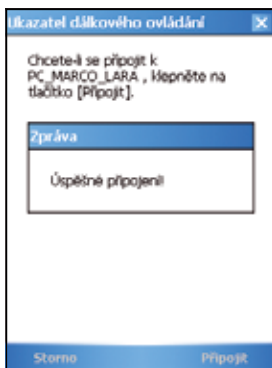 Ukazatel dálkového ovládání
Chcete-li se připojit k
PC_MARCO_LARA , klepněte na
tlačítko [Připojit].
Zpráva
Úspěšné připojení!
Storno Připojit